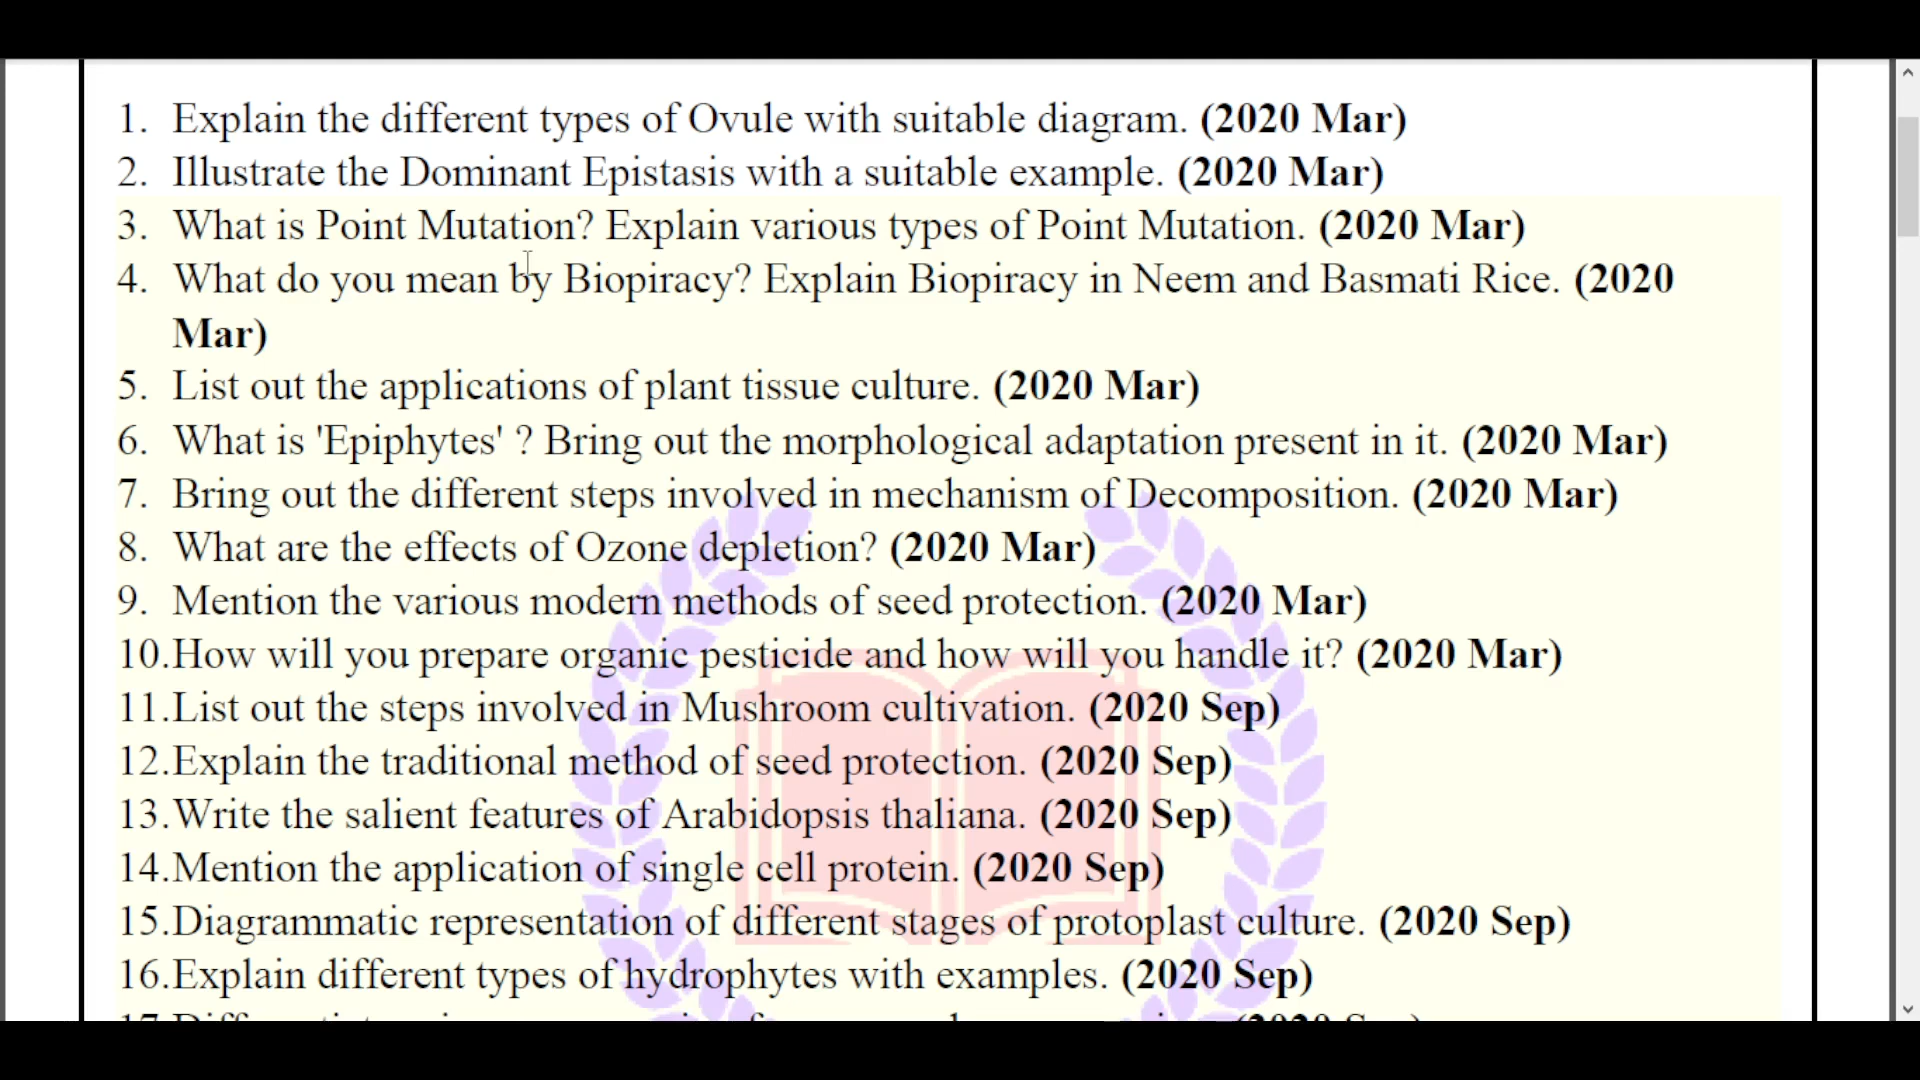 1. Explain the different types of Ovule with suitable diagram. (2020 Mar)
2. Illustrate the Dominant Epistasis with a suitable example. (2020 Mar)
3. What is Point Mutation? Explain various types of Point Mutation. (2020 Mar)
4. What do you mean by Biopiracy? Explain Biopiracy in Neem and Basmati Rice. (2020
Mar)
5. List out the applications of plant tissue culture. (2020 Mar)
6. What is 'Epiphytes' ? Bring out the morphological adaptation present in it. (2020 Mar)
7. Bring out the different steps involved in mechanism of Decomposition. (2020 Mar)
8. What are the effects of Ozone depletion? (2020 Mar)
9. Mention the various modern methods of seed protection. (2020 Mar)
10.How will you prepare organic pesticide and how will you handle it? (2020 Mar)
11.List out the steps involved in Mushroom cultivation. (2020 Sep)
12.Explain the traditional method of seed protection. (2020 Sep)
13.Write the salient features of Arabidopsis thaliana. (2020 Sep)
14.Mention the application of single cell protein. (2020 Sep)
15.Diagrammatic representation of different stages of protoplast culture. (2020 Sep)
16.Explain different types of hydrophytes with examples. (2020 Sep)